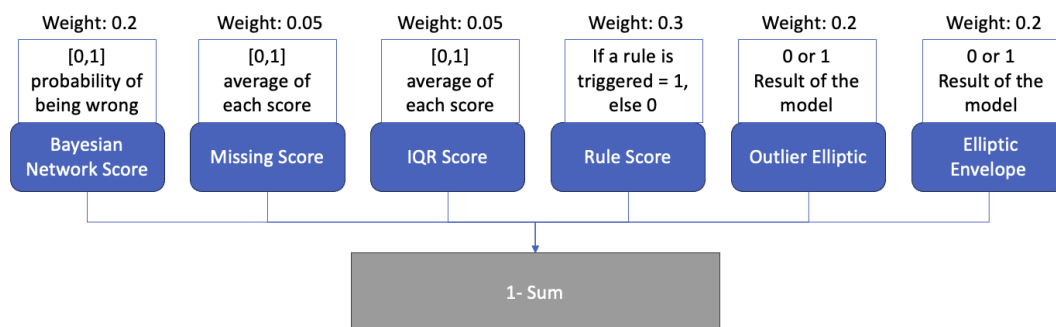 Weight: 0.2
Weight: 0.05
Weight: 0.05
Weight: 0.3
Weight: 0.2
Weight: 0.2
[0,1]
probability of
being wrong
[0,1]
average of
each score
[0,1]
average of
each score
If a rule is
triggered = 1,
else 0
0 or 1
Result of the
model
0 or 1
Result of the
model
Bayesian
Network Score
Missing Score
IQR Score
Rule Score
Outlier Elliptic
Elliptic
Envelope
1- Sum